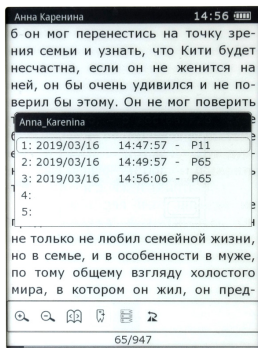 Анна Каренина 14:56
б он мог перенестись на точку зре-
ния семьи и узнать, что Кити будет
несчастна, если он не женится на
ней, он бы очень удивился и не по-
верил бы этому. Он не мог поверить
Anna_Karenina
1: 2019/03/16 14:47:57 - P11
2: 2019/03/16 14:49:57 - P65
3: 2019/03/16 14:56:06 - P65
4:
5:
не только не любил семейной жизни,
но в семье, и в особенности в муже,
по тому общему взгляду холостого
мира, в котором он жил, он пред-
65/947